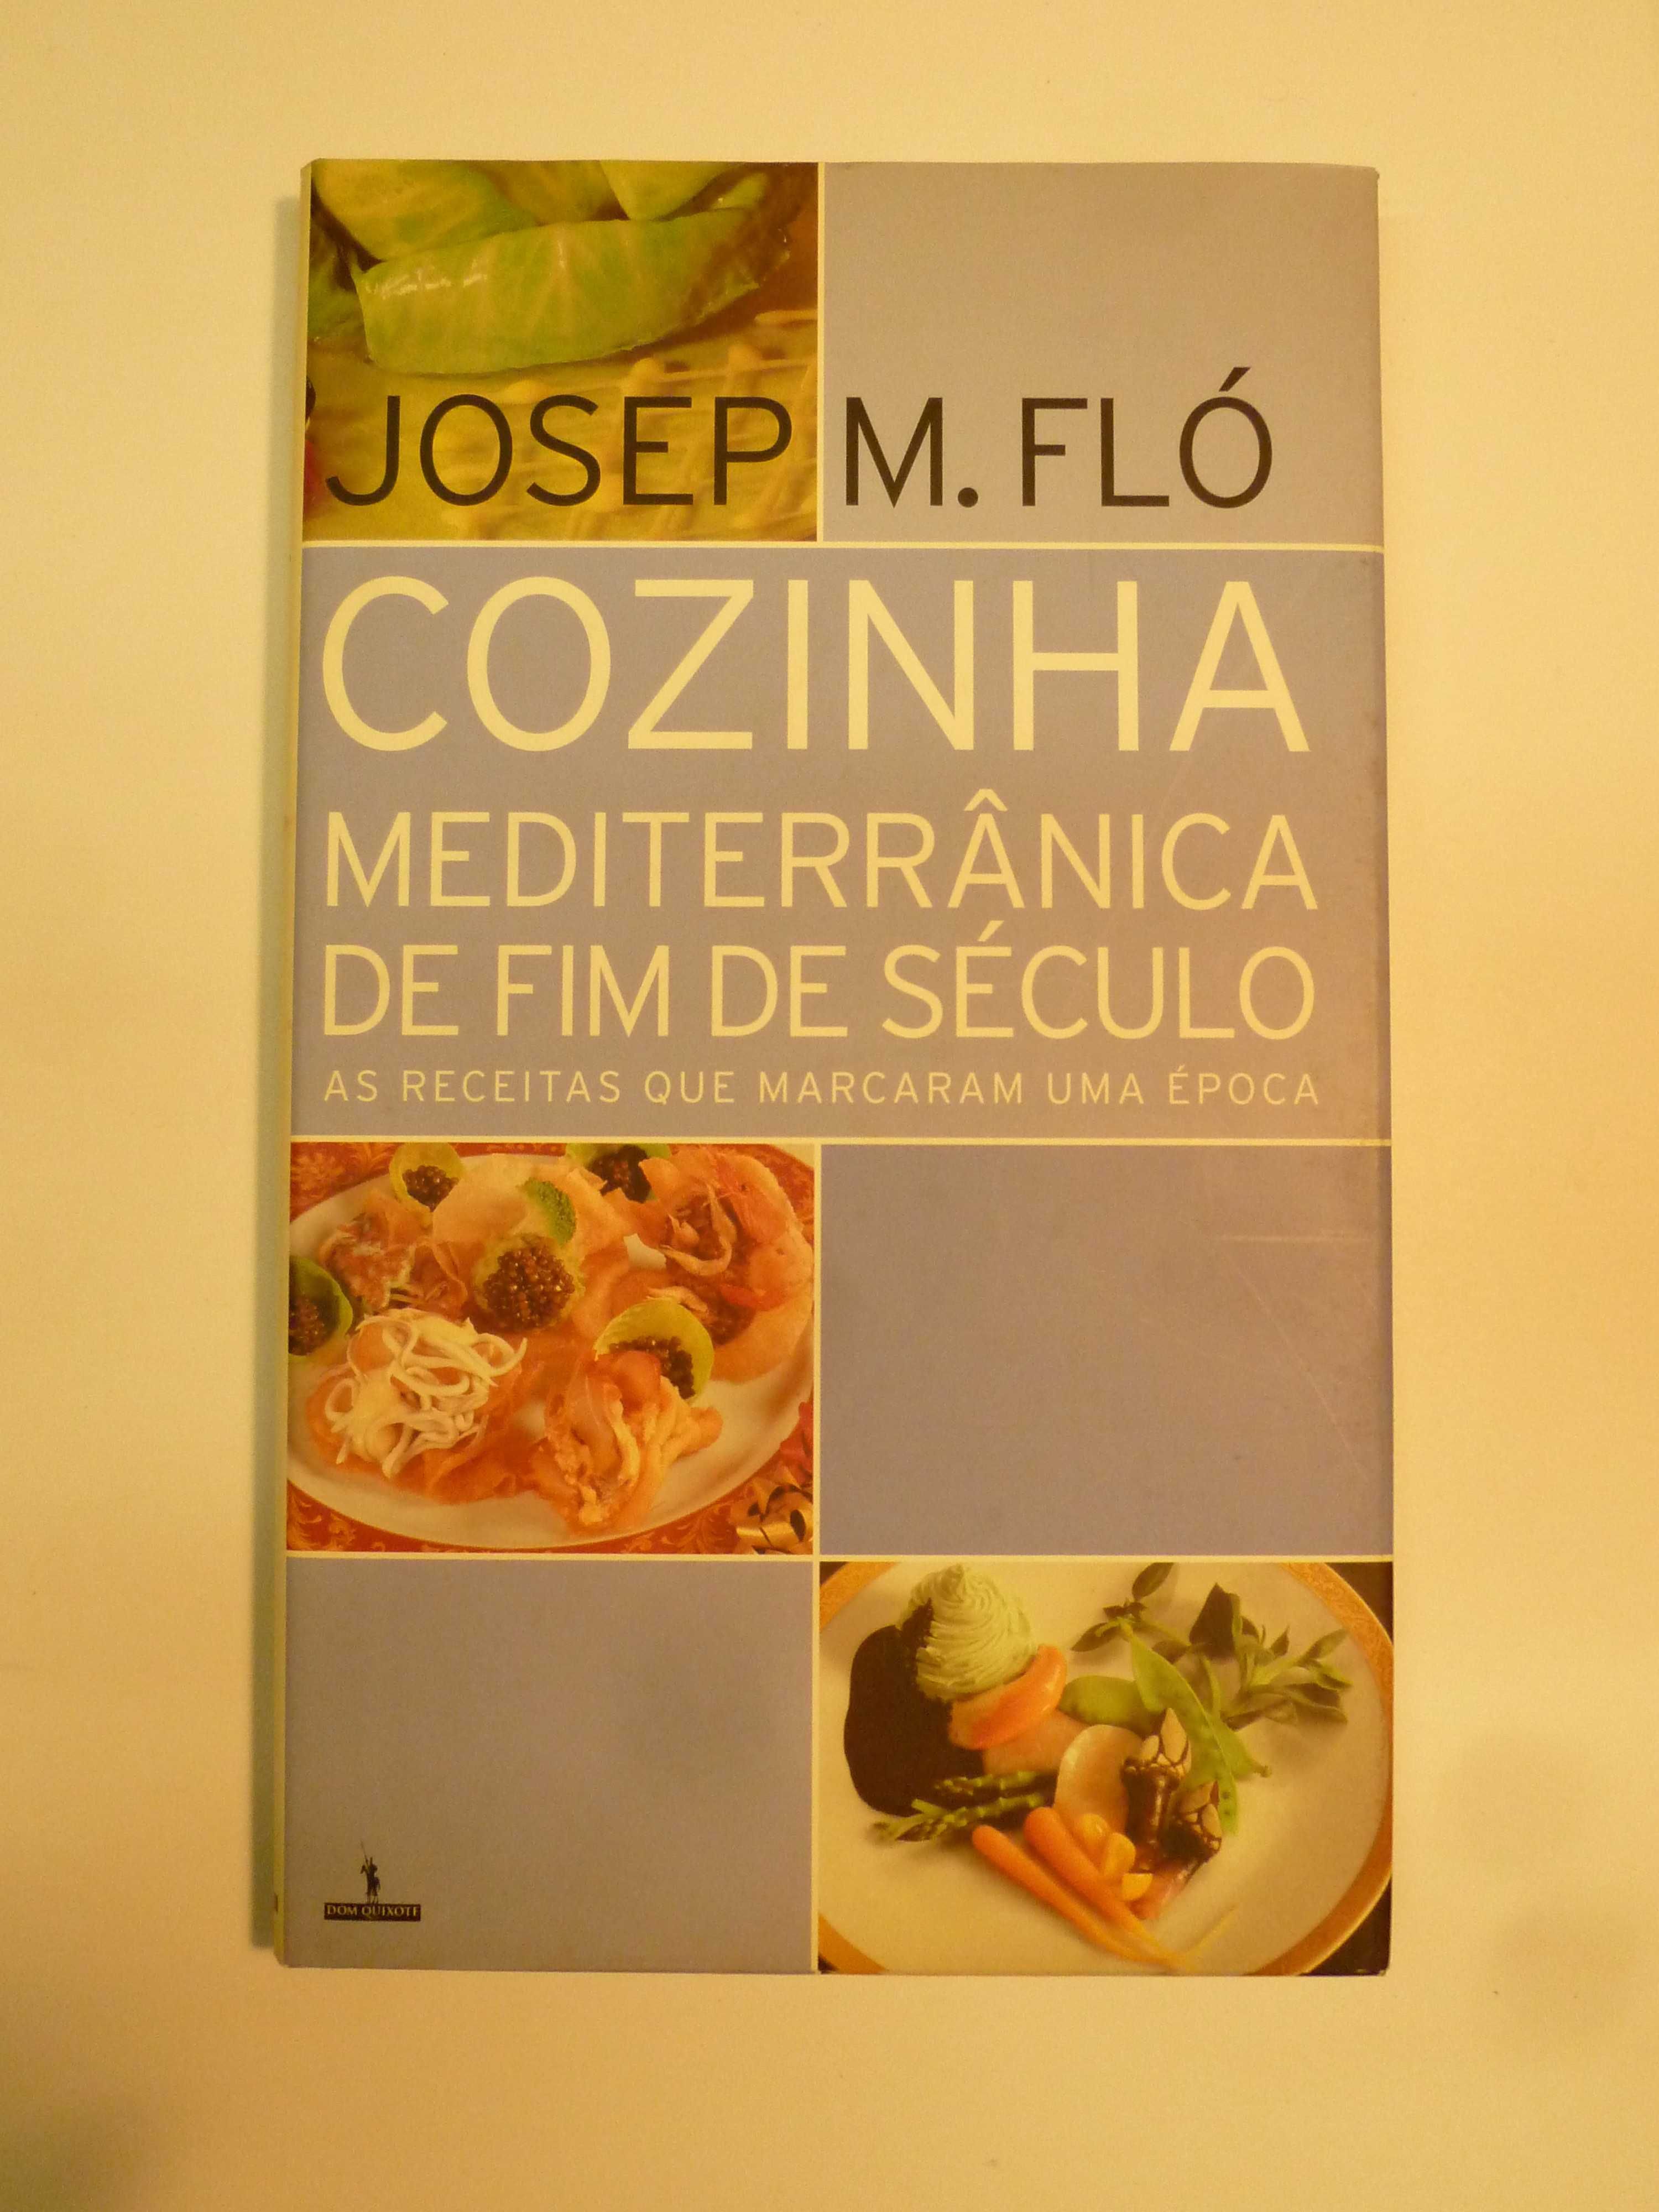 JOSEP M. FLÓ
COZINHA
MEDITERRÂNICA
DE FIM DE SÉCULO
AS RECEITAS QUE MARCARAM UMA ÉPOCA
DOM QUIXOTE